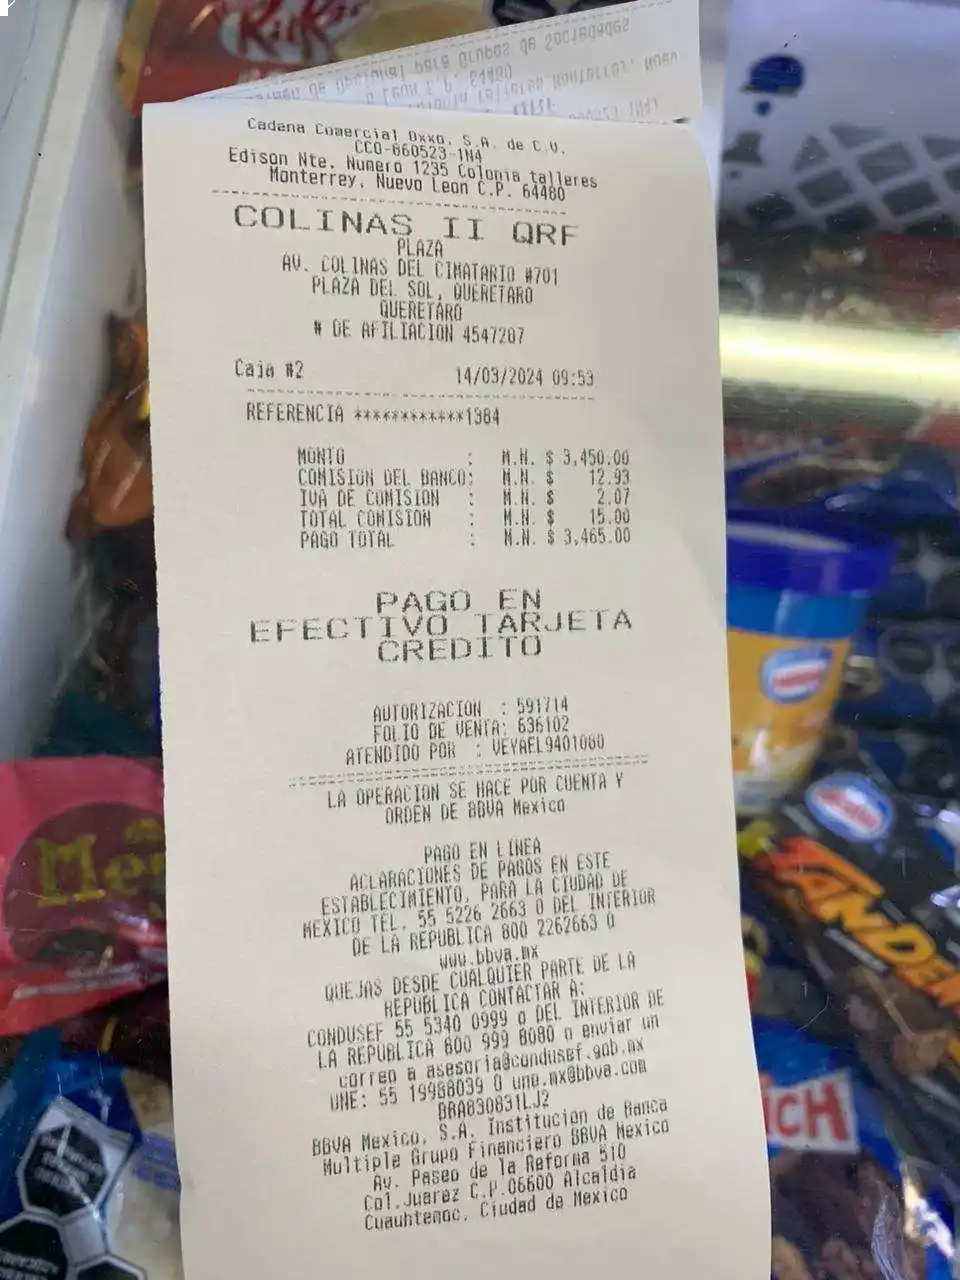 KitKat
Cadena Comercial Oxxo, S.A. de C.V.
CCO-860523-1N4
Edison Nte. Numero 1235 Colonia talleres
Monterrey, Nuevo Leon C.P. 64480
COLINAS II QRF
PLAZA
AV. COLINAS DEL CIMATARIO #701
PLAZA DEL SOL, QUERETARO
QUERETARO
# DE AFILIACION 4547207
Caja #2 14/03/2024 09:53
REFERENCIA ************1384
MONTO : M.N. $ 3,450.00
COMISION DEL BANCO: M.N. $ 12.93
IVA DE COMISION : M.N. $ 2.07
TOTAL COMISION : M.N. $ 15.00
PAGO TOTAL : M.N. $ 3,465.00
PAGO EN
EFECTIVO TARJETA
CREDITO
AUTORIZACION : 591714
FOLIO DE VENTA: 636102
ATENDIDO POR : VEYAEL9401080
LA OPERACION SE HACE POR CUENTA Y
ORDEN DE BBVA Mexico
PAGO EN LINEA
ACLARACIONES DE PAGOS EN ESTE
ESTABLECIMIENTO, PARA LA CIUDAD DE
MEXICO TEL. 55 5226 2663 O DEL INTERIOR
DE LA REPUBLICA 800 2262663 O
www.bbva.mx
QUEJAS DESDE CUALQUIER PARTE DE LA
REPUBLICA CONTACTAR A:
CONDUSEF 55 5340 0999 o DEL INTERIOR DE
LA REPUBLICA 800 999 8080 o enviar un
correo a asesoria@condusef.gob.mx
UNE: 55 19988039 O une.mx@bbva.com
BBA830831LJ2
BBVA Mexico, S.A. Institucion de Banca
Multiple Grupo Financiero BBVA Mexico
Av. Paseo de la Reforma 510
Col.Juarez C.P.06600 Alcaldia
Cuauhtemoc, Ciudad de Mexico